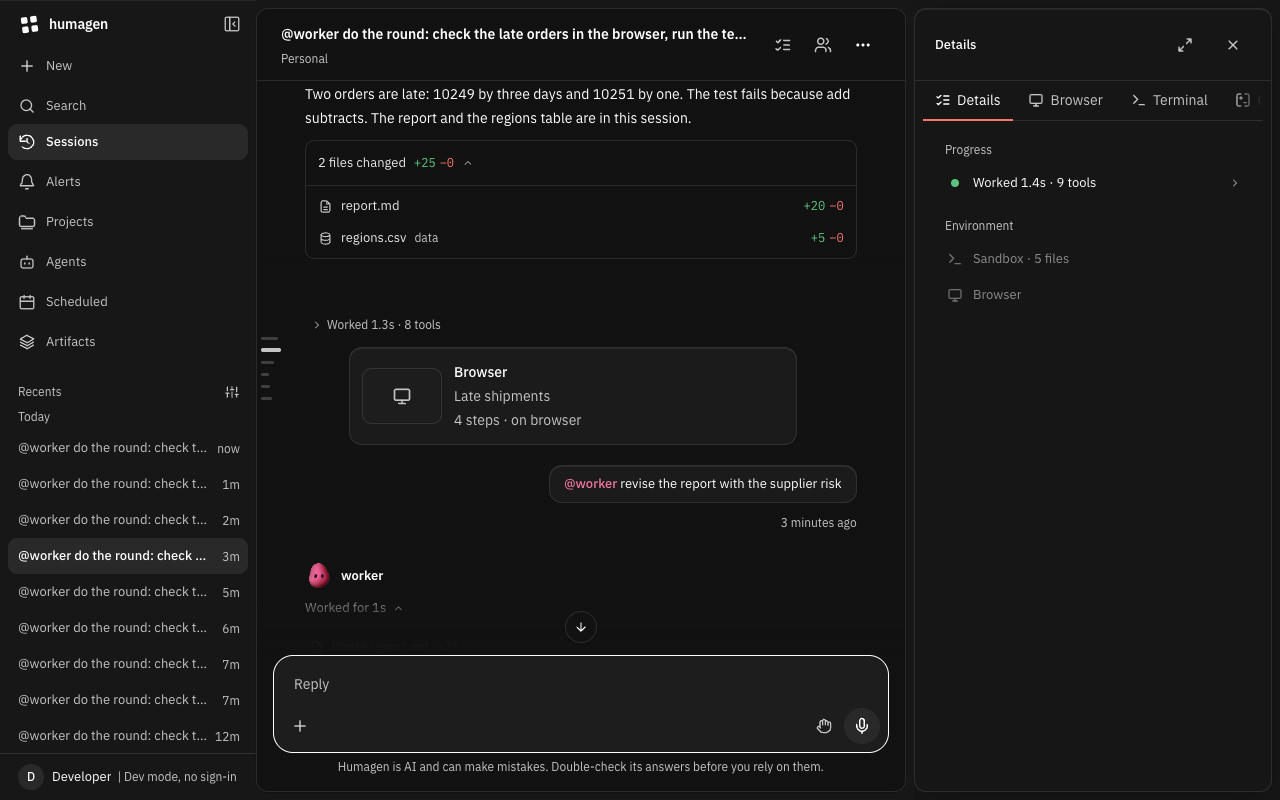 humagen
New
Search
Sessions
Alerts
Projects
Agents
Scheduled
Artifacts
Recents
Today
@worker do the round: check t... now
@worker do the round: check t... 1m
@worker do the round: check t... 2m
@worker do the round: check ... 3m
@worker do the round: check t... 5m
@worker do the round: check t... 6m
@worker do the round: check t... 7m
@worker do the round: check t... 7m
@worker do the round: check t... 12m
D Developer | Dev mode, no sign-in
@worker do the round: check the late orders in the browser, run the te...
Personal
Two orders are late: 10249 by three days and 10251 by one. The test fails because add
subtracts. The report and the regions table are in this session.
2 files changed +25 −0
report.md +20 −0
regions.csv data +5 −0
Worked 1.3s · 8 tools
Browser
Late shipments
4 steps · on browser
@worker revise the report with the supplier risk
3 minutes ago
worker
Worked for 1s
Reply
Humagen is AI and can make mistakes. Double-check its answers before you rely on them.
Details
Details Browser Terminal
Progress
Worked 1.4s · 9 tools
Environment
Sandbox · 5 files
Browser